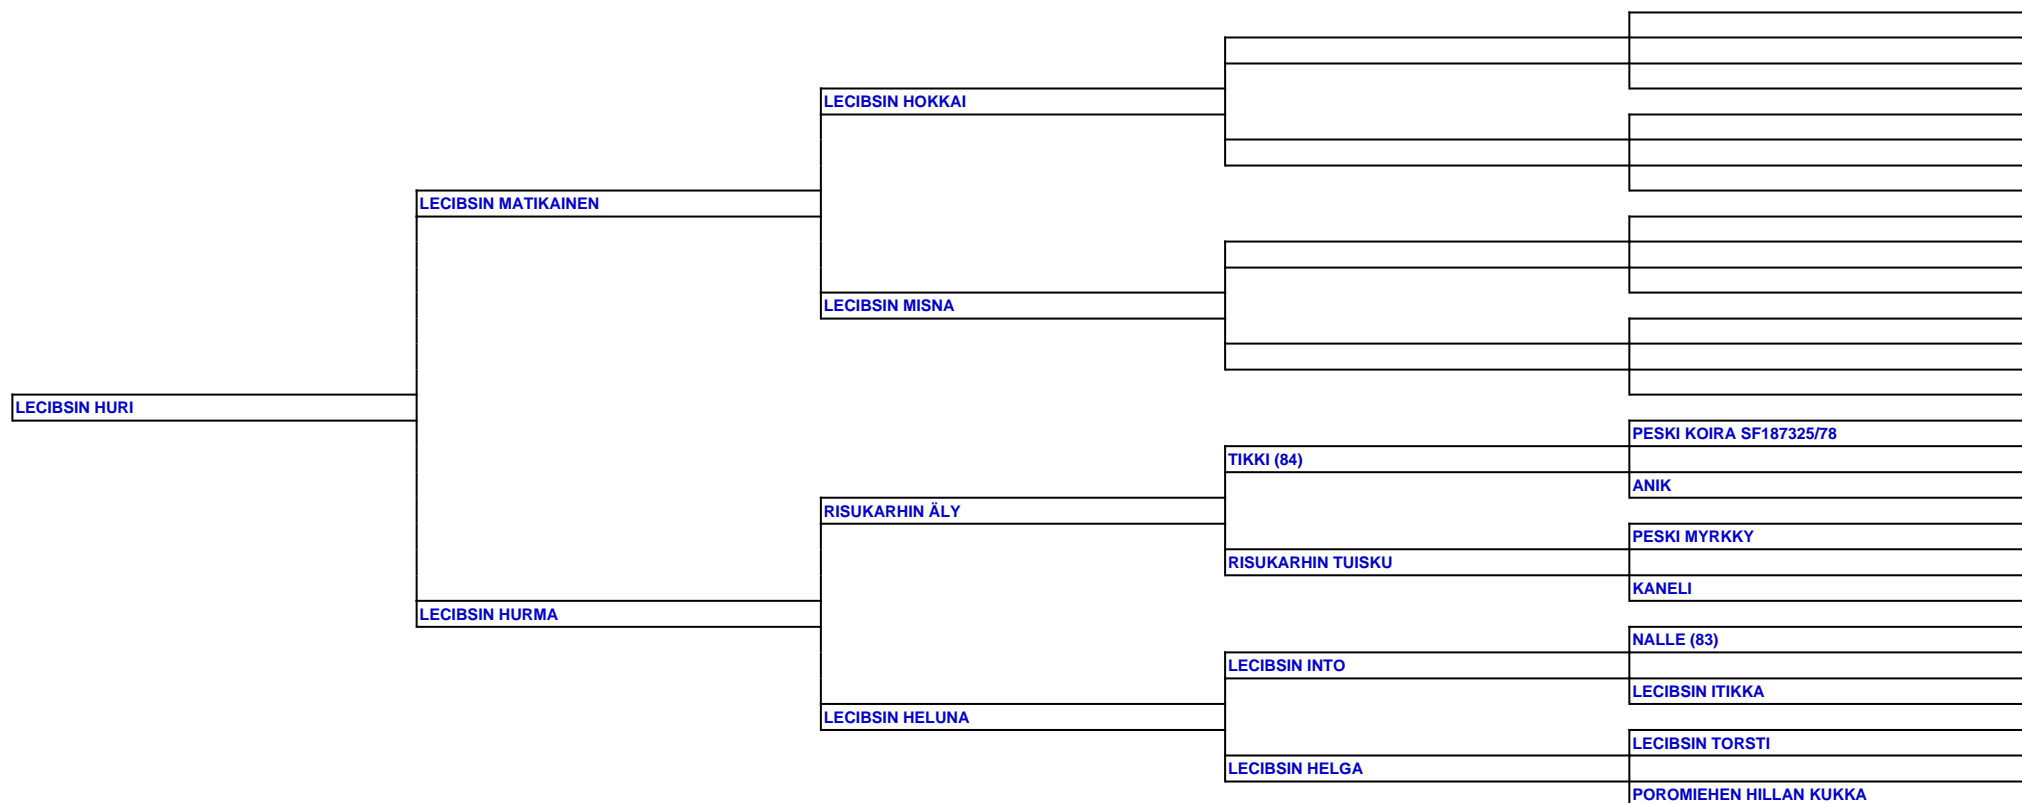 LECIBSIN HOKKAI
LECIBSIN MATIKAINEN
LECIBSIN MISNA
LECIBSIN HURI
PESKI KOIRA SF187325/78
TIKKI (84)
ANIK
RISUKARHIN ÄLY
PESKI MYRKKY
RISUKARHIN TUISKU
KANELI
LECIBSIN HURMA
NALLE (83)
LECIBSIN INTO
LECIBSIN ITIKKA
LECIBSIN HELUNA
LECIBSIN TORSTI
LECIBSIN HELGA
POROMIEHEN HILLAN KUKKA